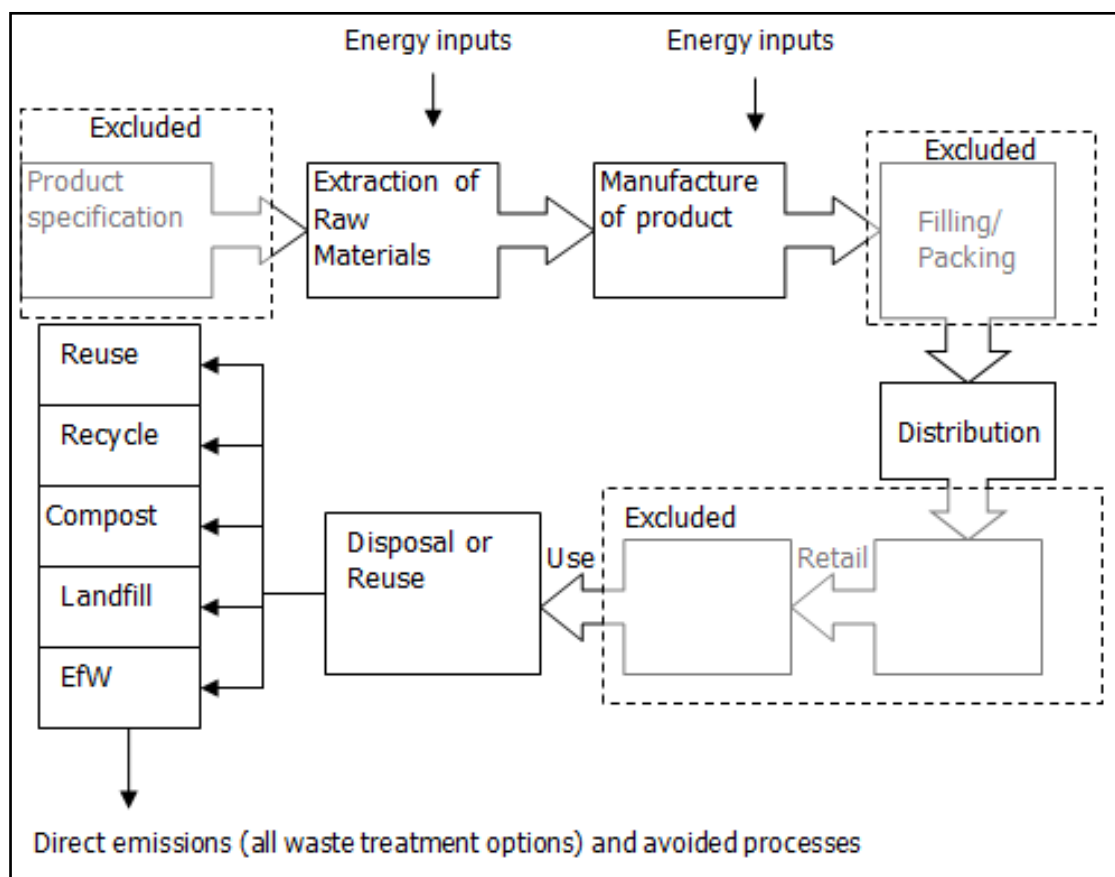 Energy inputs
Energy inputs
Excluded
Product
specification
Extraction of
Raw
Materials
Manufacture
of product
Excluded
Filling/
Packing
Distribution
Excluded
Retail
Use
Disposal or
Reuse
Reuse
Recycle
Compost
Landfill
EfW
Direct emissions (all waste treatment options) and avoided processes